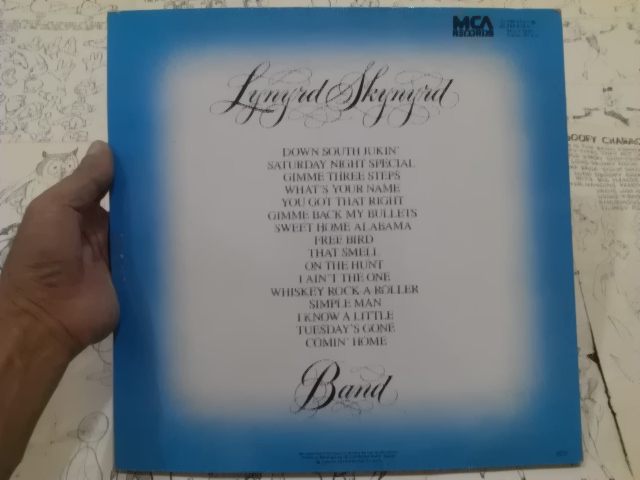 MCA
RECORDS
Lynyrd Skynyrd
DOWN SOUTH JUKIN'
SATURDAY NIGHT SPECIAL
GIMME THREE STEPS
WHAT'S YOUR NAME
YOU GOT THAT RIGHT
GIMME BACK MY BULLETS
SWEET HOME ALABAMA
FREE BIRD
THAT SMELL
ON THE HUNT
I AIN'T THE ONE
WHISKEY ROCK-A-ROLLER
SIMPLE MAN
I KNOW A LITTLE
TUESDAY'S GONE
COMIN' HOME
Band